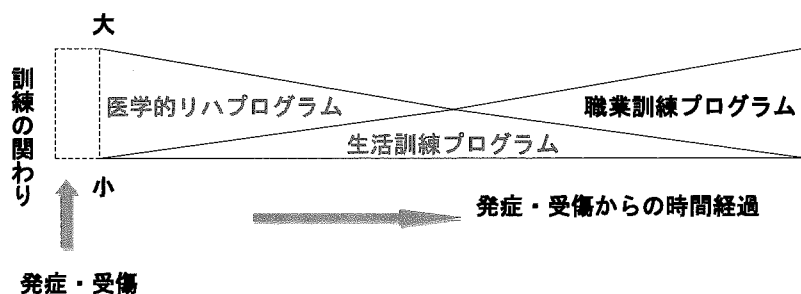 大
訓練の関わり
医学的リハプログラム
職業訓練プログラム
生活訓練プログラム
小
発症・受傷からの時間経過
発症・受傷